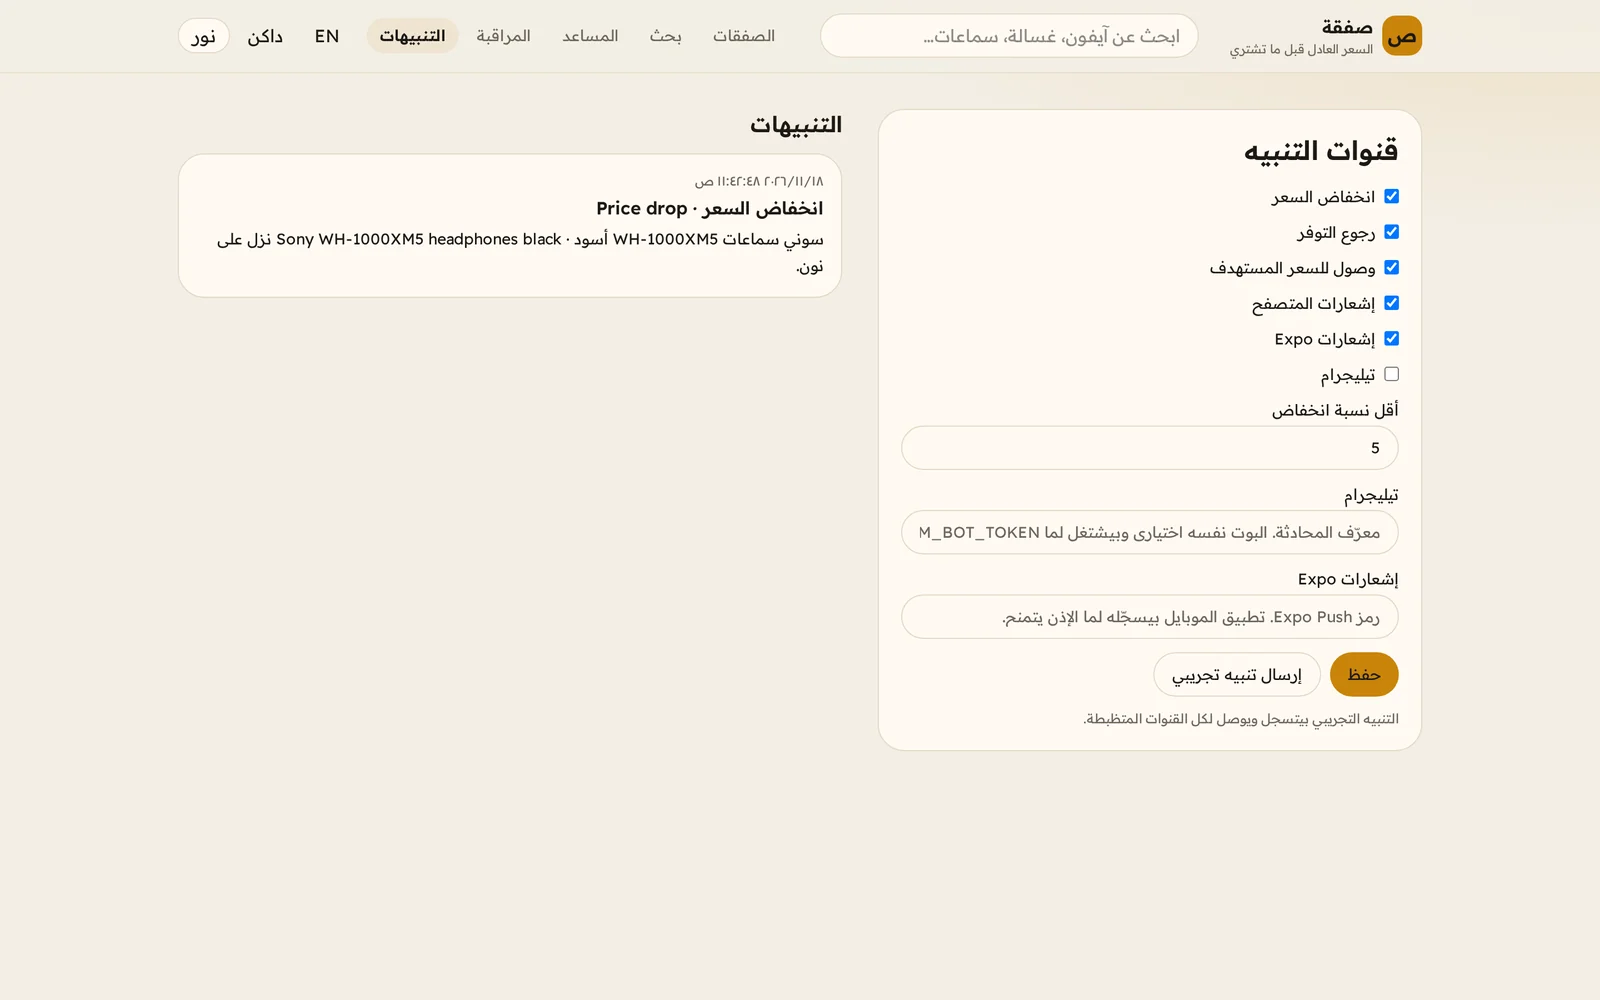 ص
صفقة
السعر العادل قبل ما تشتري
ابحث عن آيفون، غسالة، سماعات...
الصفقات
بحث
المساعد
المراقبة
التنبيهات
EN
داكن
نور
قنوات التنبيه
انخفاض السعر
رجوع التوفر
وصول للسعر المستهدف
إشعارات المتصفح
إشعارات Expo
تيليجرام
أقل نسبة انخفاض
5
تيليجرام
معرّف المحادثة. البوت نفسه اختيارى وبيشتغل لما M_BOT_TOKEN
إشعارات Expo
رمز Expo Push. تطبيق الموبايل بيسجّله لما الإذن يتمنح.
حفظ
إرسال تنبيه تجريبي
التنبيه التجريبي بيتسجل ويوصل لكل القنوات المتظبطة.
التنبيهات
١٨‏/١١‏/٢٠٢٦ ١١:٤٢:٤٨ ص
انخفاض السعر · Price drop
سوني سماعات WH-1000XM5 أسود · Sony WH-1000XM5 headphones black نزل على
نون.